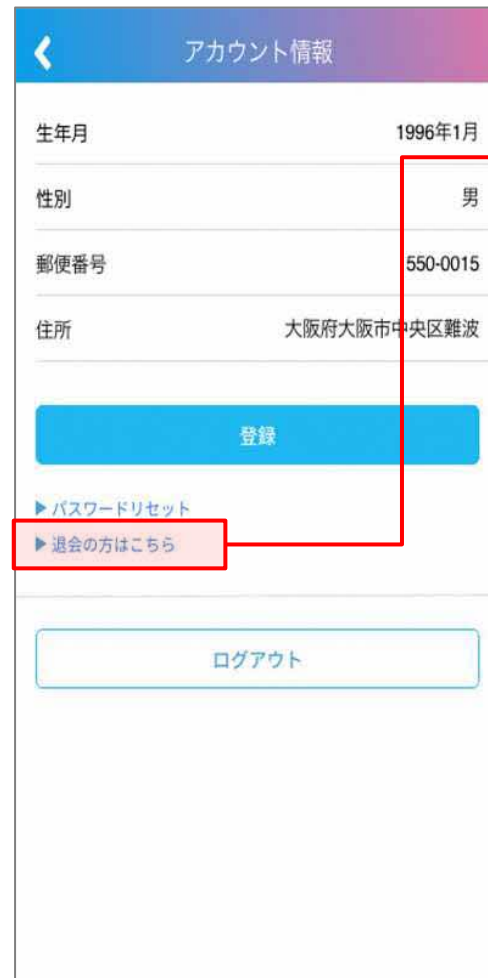 アカウント情報
生年月 1996年1月
性別 男
郵便番号 550-0015
住所 大阪府大阪市中央区難波
登録
▶パスワードリセット
▶退会の方はこちら
ログアウト